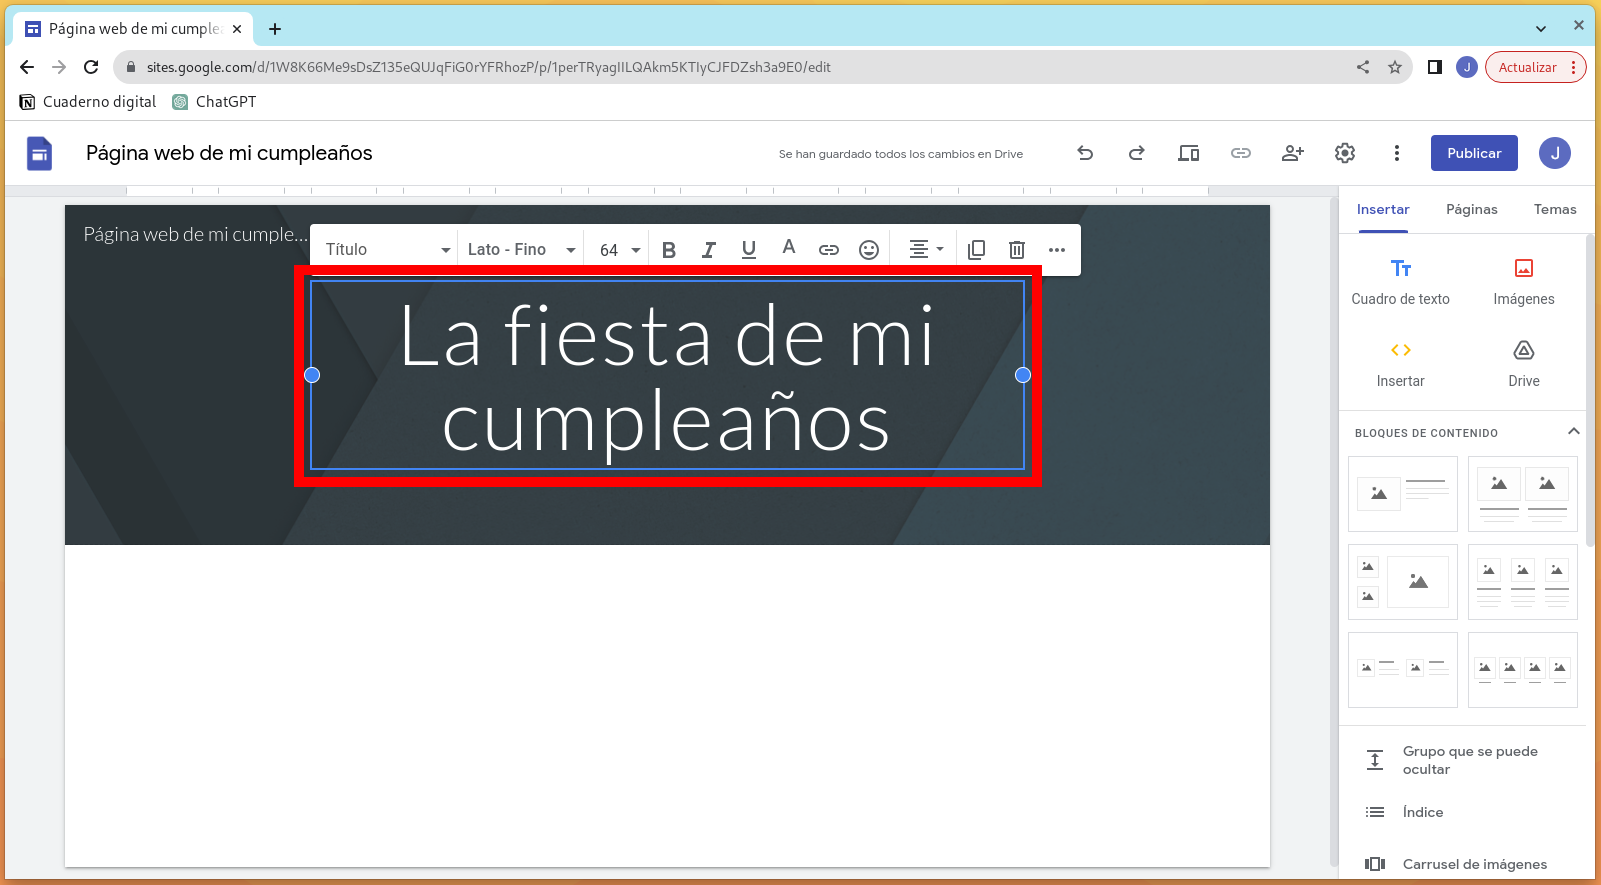 Página web de mi cumplea
sites.google.com/d/1W8K66Me9sDsZ135eQUJqFiG0rYFRhozP/p/1perTRyagIILQAkm5KTIyCJFDZsh3a9E0/edit
J
Actualizar
Cuaderno digital
ChatGPT
Página web de mi cumpleaños
Se han guardado todos los cambios en Drive
Publicar
J
Insertar
Páginas
Temas
Página web de mi cumple...
Título
Lato - Fino
64
B
I
U
A
La fiesta de mi
cumpleaños
Cuadro de texto
Imágenes
Insertar
Drive
BLOQUES DE CONTENIDO
Grupo que se puede
ocultar
Índice
Carrusel de imágenes